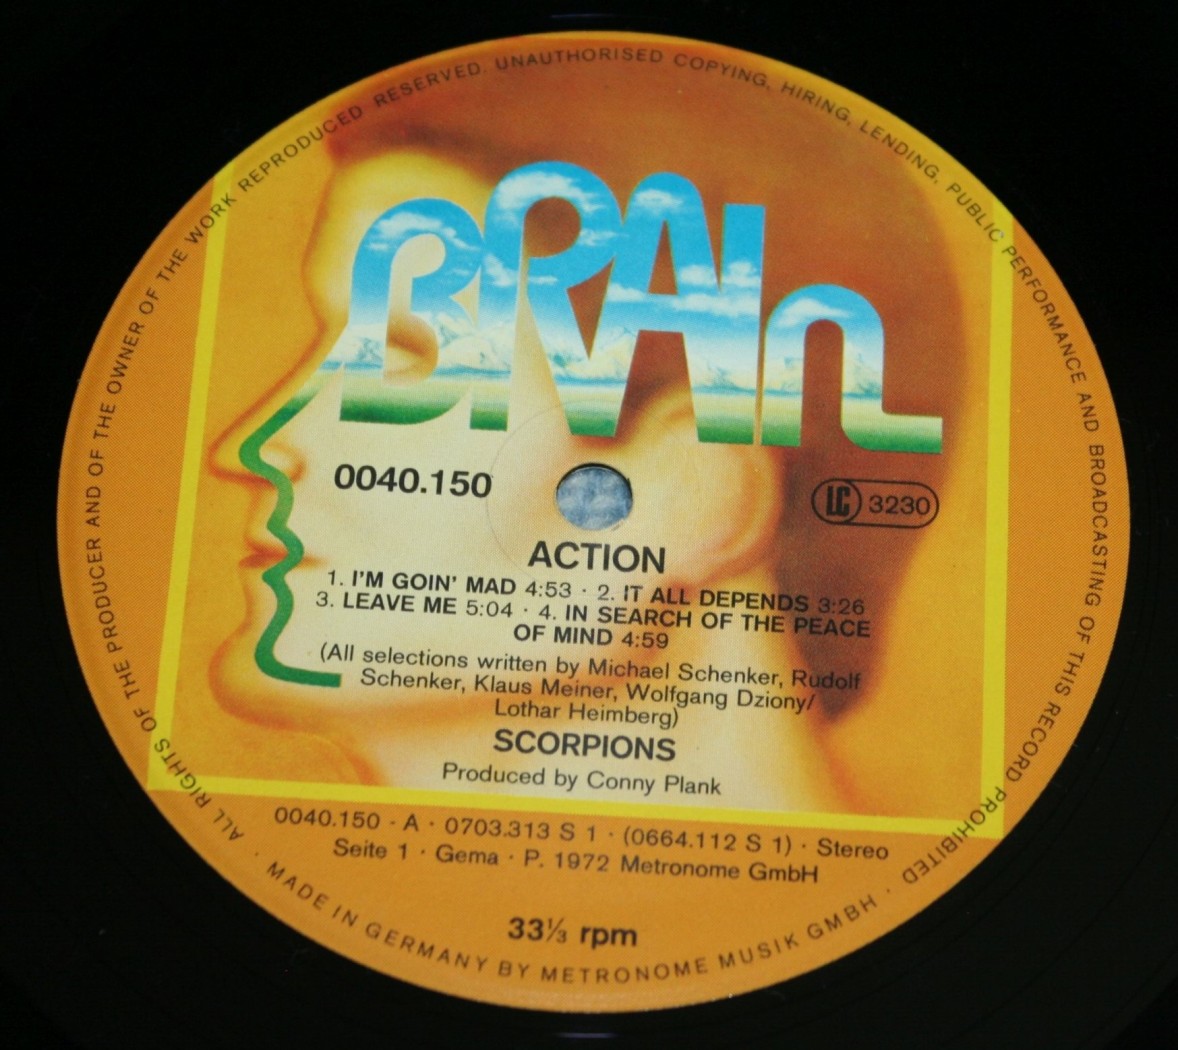 BRAIN
0040.150
LC 3230
ACTION
1. I'M GOIN' MAD 4:53 · 2. IT ALL DEPENDS 3:26
3. LEAVE ME 5:04 · 4. IN SEARCH OF THE PEACE
OF MIND 4:59
(All selections written by Michael Schenker, Rudolf
Schenker, Klaus Meiner, Wolfgang Dziony/
Lothar Heimberg)
SCORPIONS
Produced by Conny Plank
0040.150 - A · 0703.313 S 1 · (0664.112 S 1) · Stereo
Seite 1 · Gema · P. 1972 Metronome GmbH
33⅓ rpm
ALL RIGHTS OF THE PRODUCER AND OF THE OWNER OF THE WORK REPRODUCED RESERVED. UNAUTHORISED COPYING, HIRING, LENDING, PUBLIC PERFORMANCE AND BROADCASTING OF THIS RECORD PROHIBITED · MADE IN GERMANY BY METRONOME MUSIK GMBH ·